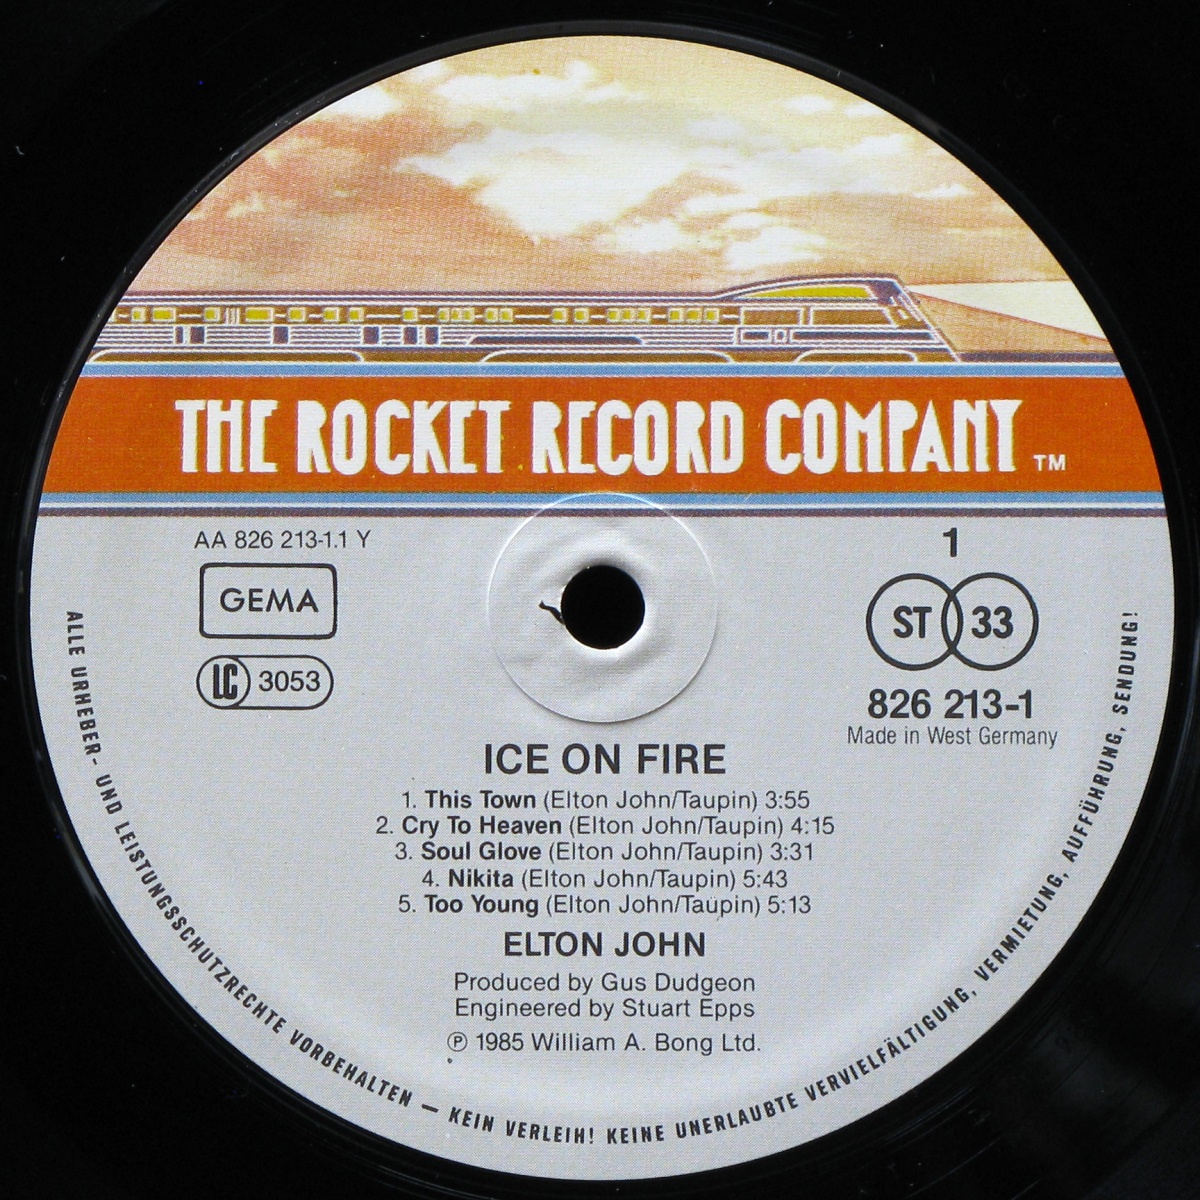 THE ROCKET RECORD COMPANY TM
AA 826 213-1.1 Y
GEMA
LC 3053
1
ST 33
826 213-1
Made in West Germany
ICE ON FIRE
1. This Town (Elton John/Taupin) 3:55
2. Cry To Heaven (Elton John/Taupin) 4:15
3. Soul Glove (Elton John/Taupin) 3:31
4. Nikita (Elton John/Taupin) 5:43
5. Too Young (Elton John/Taupin) 5:13
ELTON JOHN
Produced by Gus Dudgeon
Engineered by Stuart Epps
℗ 1985 William A. Bong Ltd.
ALLE URHEBER- UND LEISTUNGSSCHUTZRECHTE VORBEHALTEN — KEIN VERLEIH! KEINE UNERLAUBTE VERVIELFÄLTIGUNG, VERMIETUNG, AUFFÜHRUNG, SENDUNG!